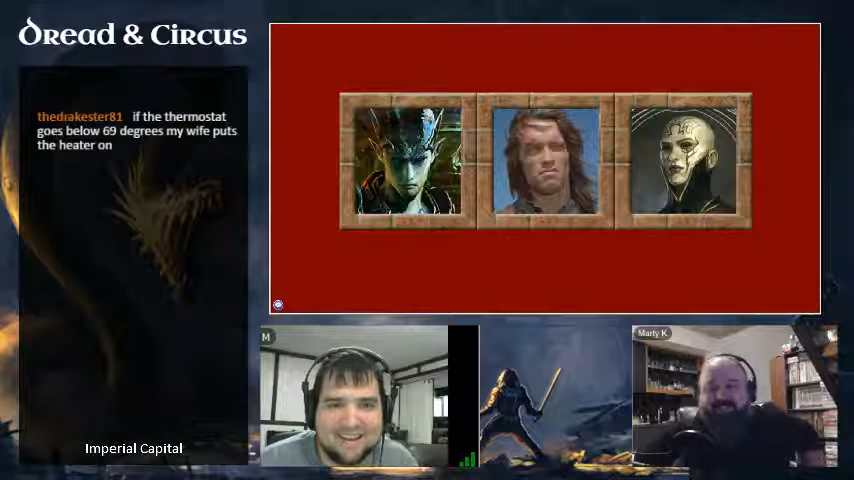 Dread & Circus
thedrakester81 if the thermostat
goes below 69 degrees my wife puts
the heater on
M
Marty K.
Imperial Capital